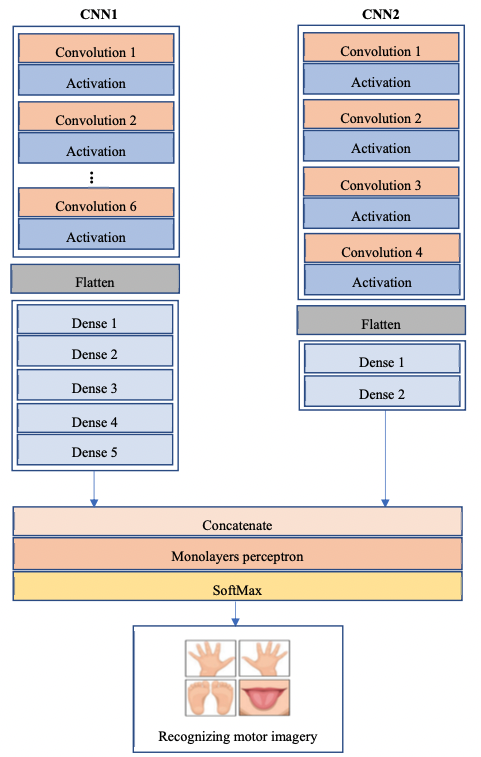 CNN1
Convolution 1
Activation
Convolution 2
Activation
⋮
Convolution 6
Activation
Flatten
Dense 1
Dense 2
Dense 3
Dense 4
Dense 5
CNN2
Convolution 1
Activation
Convolution 2
Activation
Convolution 3
Activation
Convolution 4
Activation
Flatten
Dense 1
Dense 2
Concatenate
Monolayers perceptron
SoftMax
Recognizing motor imagery